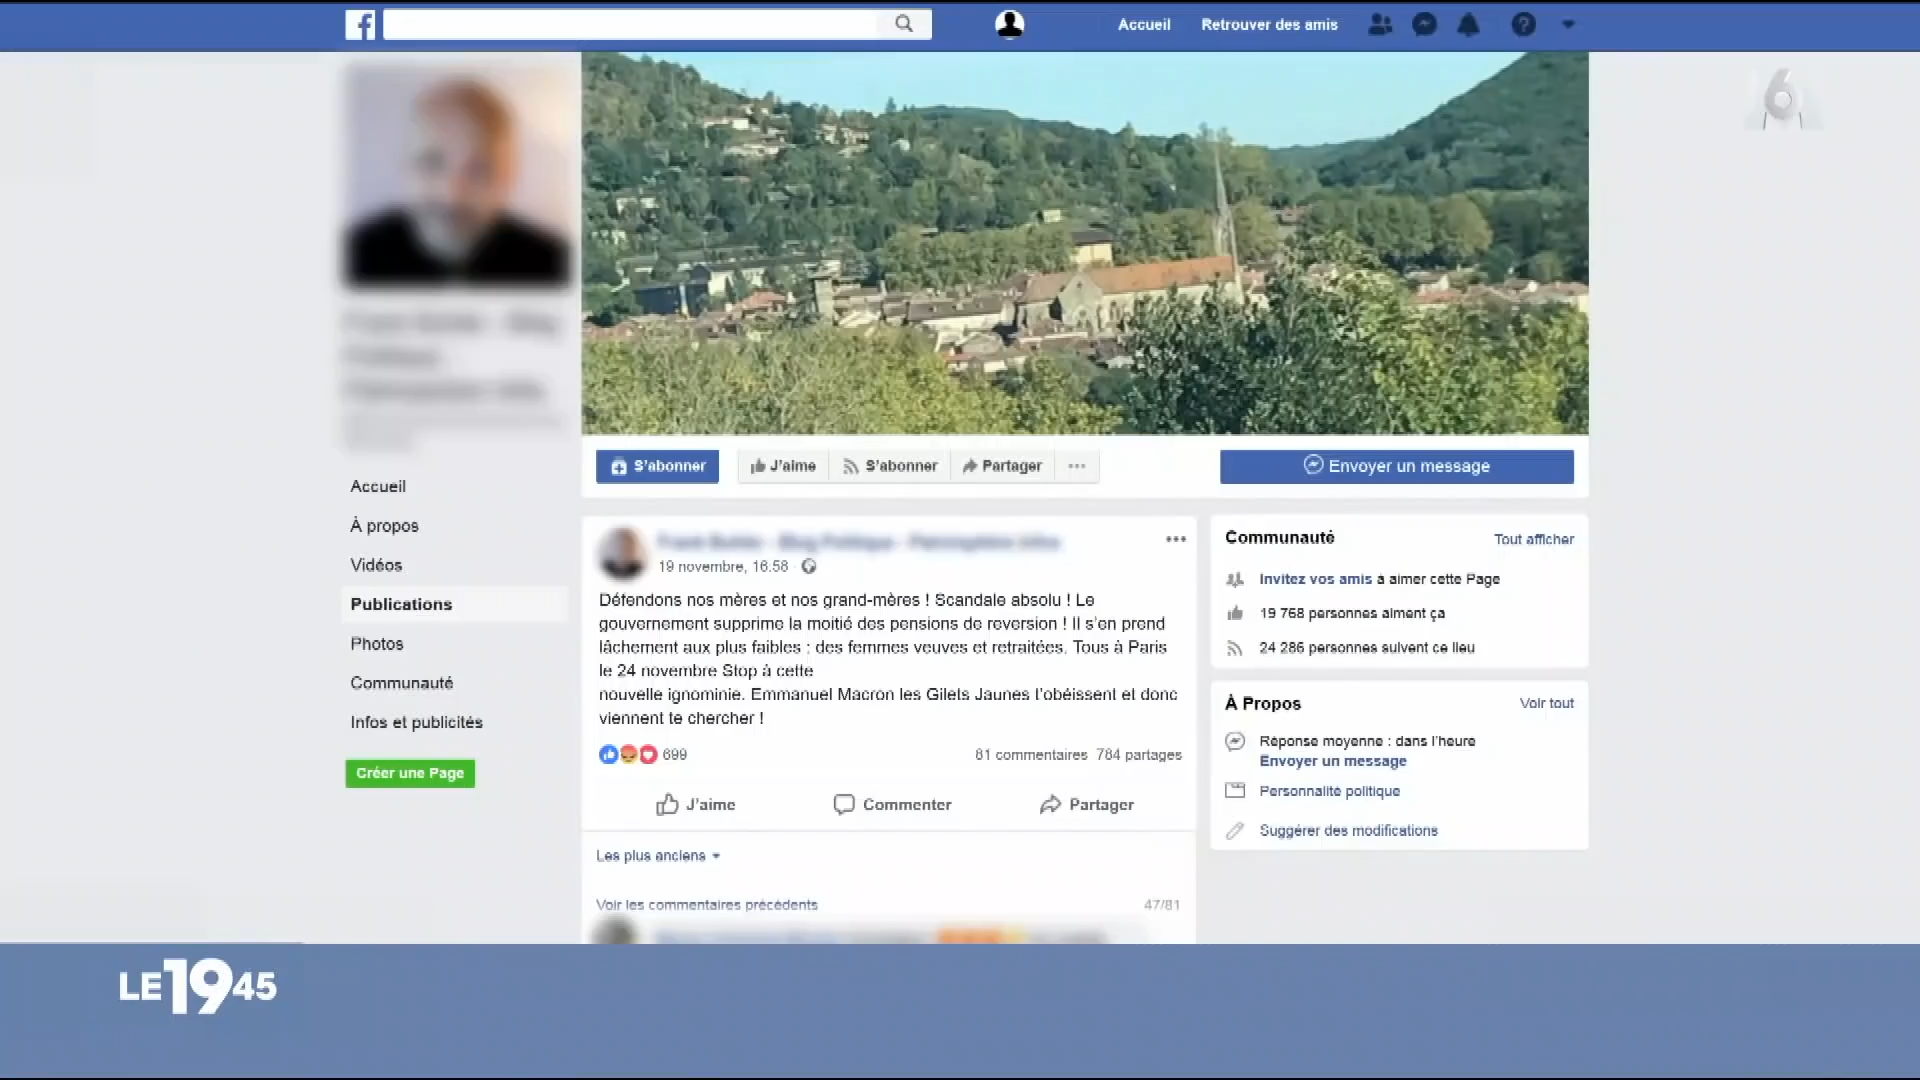 Accueil
Retrouver des amis
6
Accueil
À propos
Vidéos
Publications
Photos
Communauté
Infos et publicités
Créer une Page
S'abonner
J'aime
S'abonner
Partager
Envoyer un message
19 novembre, 16:58
Défendons nos mères et nos grand-mères ! Scandale absolu ! Le
gouvernement supprime la moitié des pensions de reversion ! Il s'en prend
lâchement aux plus faibles : des femmes veuves et retraitées. Tous à Paris
le 24 novembre Stop à cette
nouvelle ignominie. Emmanuel Macron les Gilets Jaunes t'obéissent et donc
viennent te chercher !
699
81 commentaires 784 partages
J'aime
Commenter
Partager
Les plus anciens
Voir les commentaires précédents
47/81
Communauté
Tout afficher
Invitez vos amis à aimer cette Page
19 768 personnes aiment ça
24 286 personnes suivent ce lieu
À Propos
Voir tout
Réponse moyenne : dans l'heure
Envoyer un message
Personnalité politique
Suggérer des modifications
LE 19 45